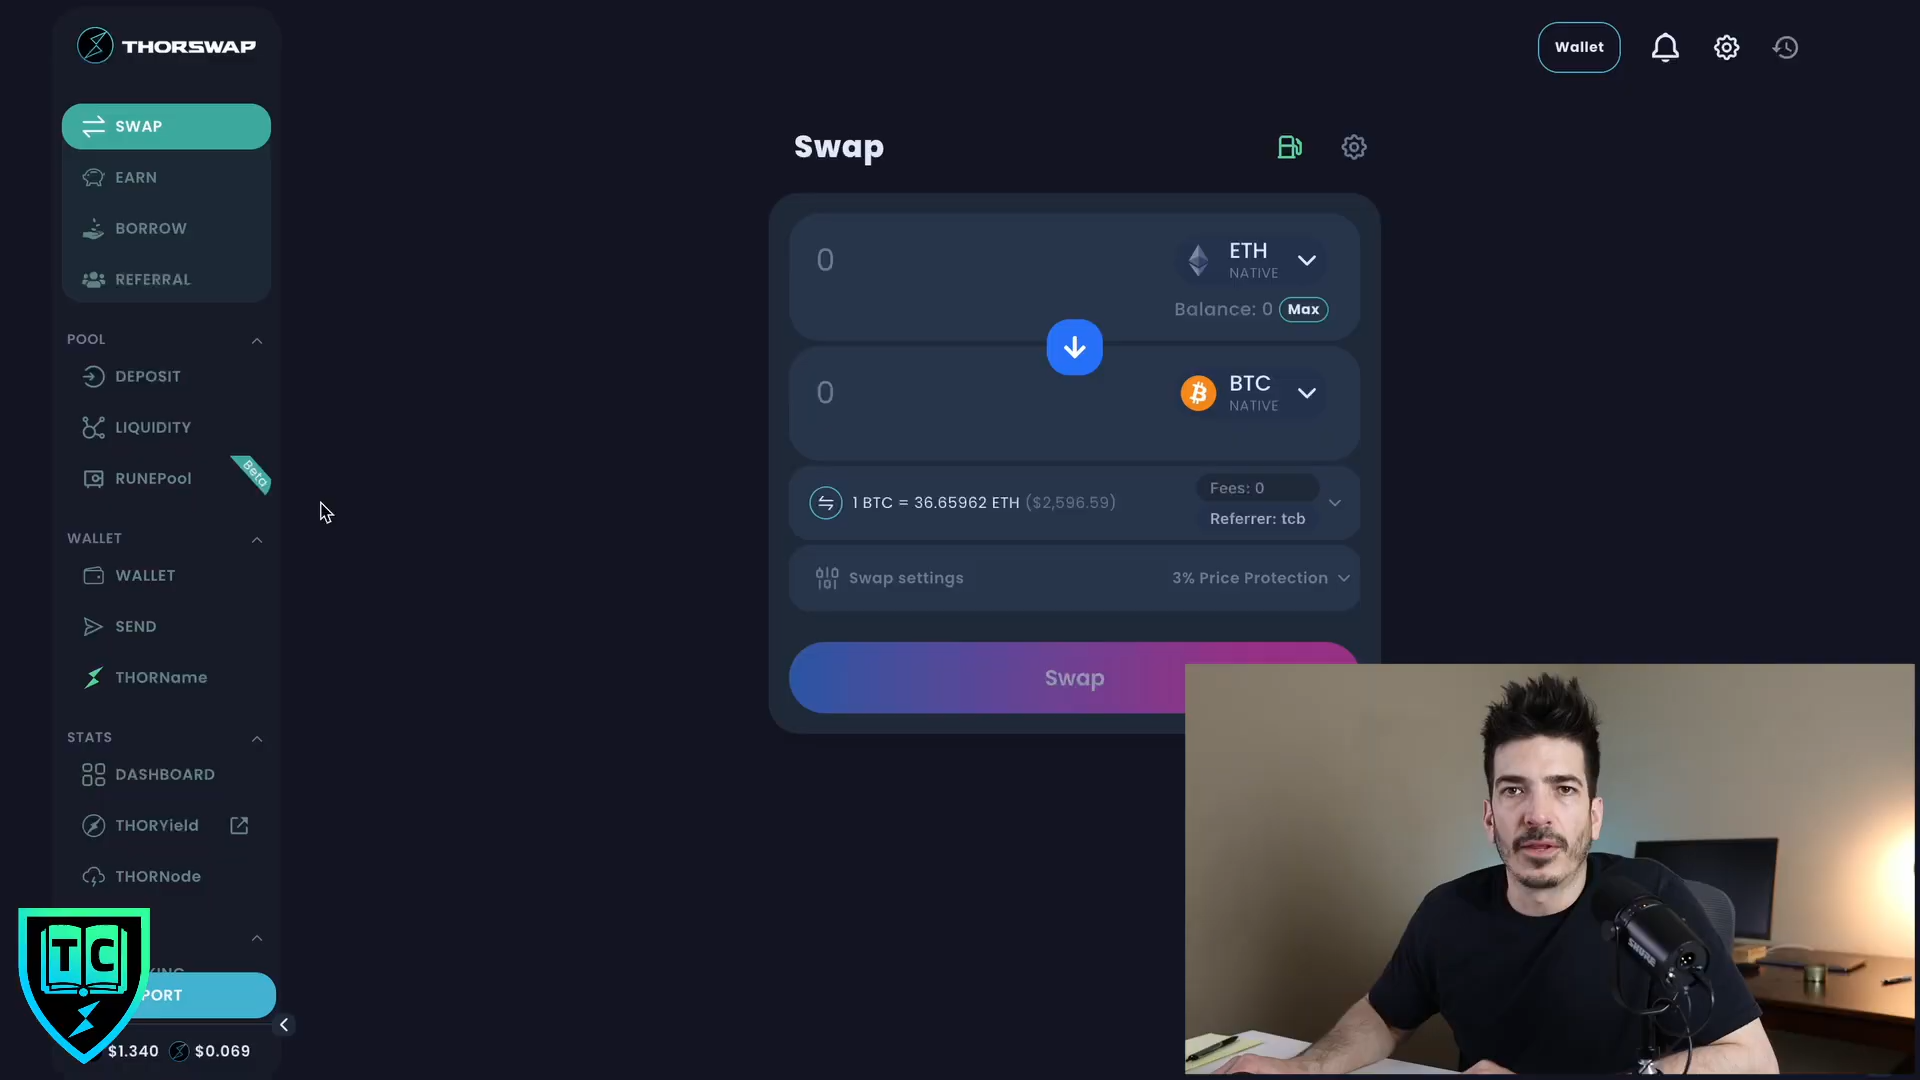 THORSWAP
SWAP
EARN
BORROW
REFERRAL
POOL
DEPOSIT
LIQUIDITY
RUNEPool
Beta
WALLET
WALLET
SEND
THORName
STATS
DASHBOARD
THORYield
THORNode
PORT
$1.340
$0.069
TC
Wallet
Swap
0
ETH
NATIVE
Balance: 0
Max
0
BTC
NATIVE
1 BTC = 36.65962 ETH ($2,596.59)
Fees: 0
Referrer: tcb
Swap settings
3% Price Protection
Swap
SHURE